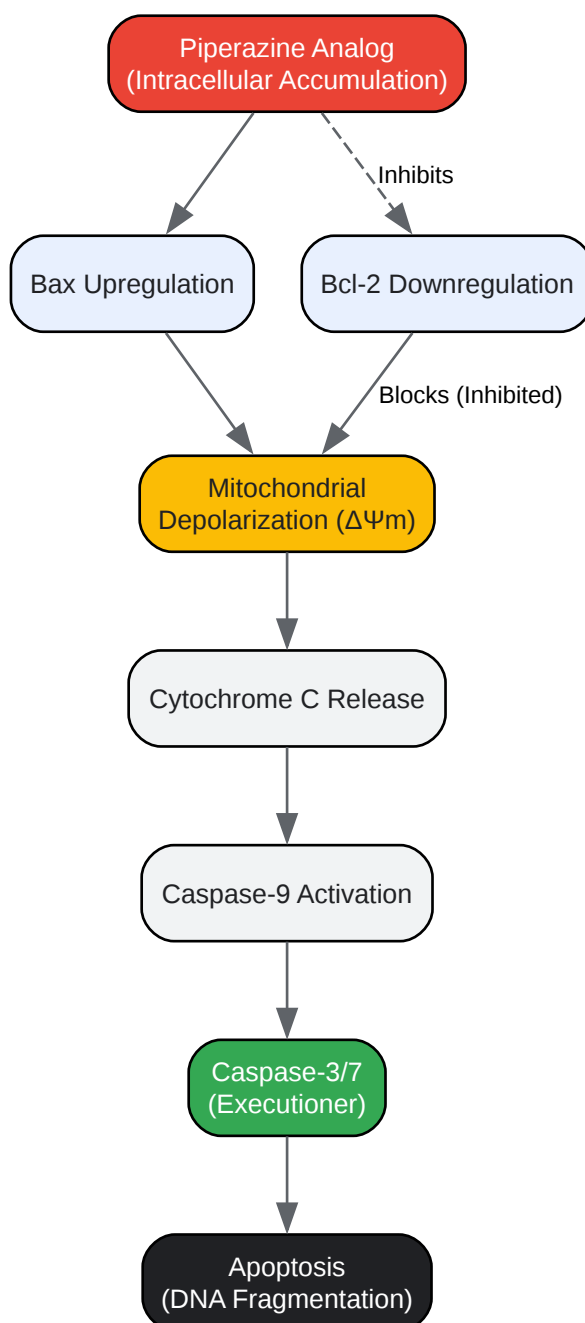 Piperazine Analog
(Intracellular Accumulation)
Inhibits
Bax Upregulation
Bcl-2 Downregulation
Blocks (Inhibited)
Mitochondrial
Depolarization (ΔΨm)
Cytochrome C Release
Caspase-9 Activation
Caspase-3/7
(Executioner)
Apoptosis
(DNA Fragmentation)